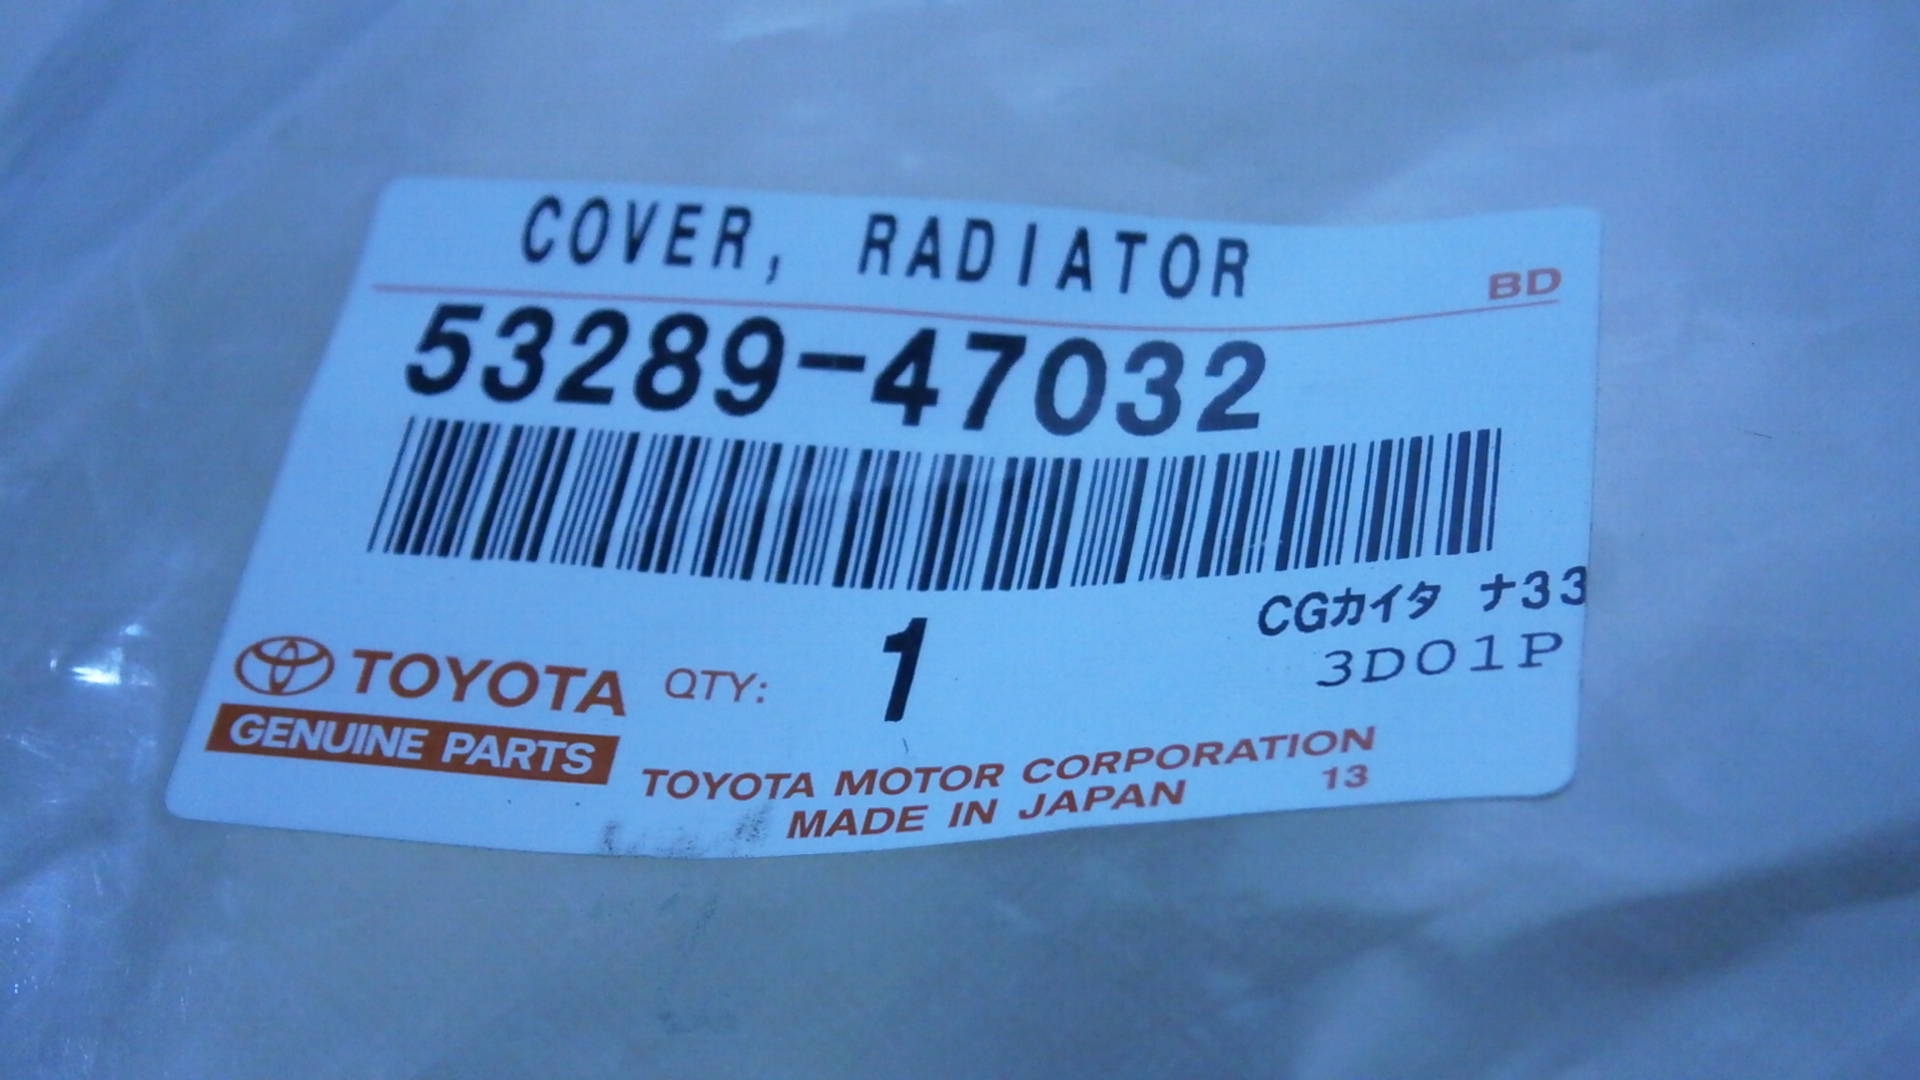 COVER, RADIATOR
BD
53289-47032
CGカイタ ナ33
3D01P
TOYOTA QTY: 1
GENUINE PARTS
TOYOTA MOTOR CORPORATION
MADE IN JAPAN 13